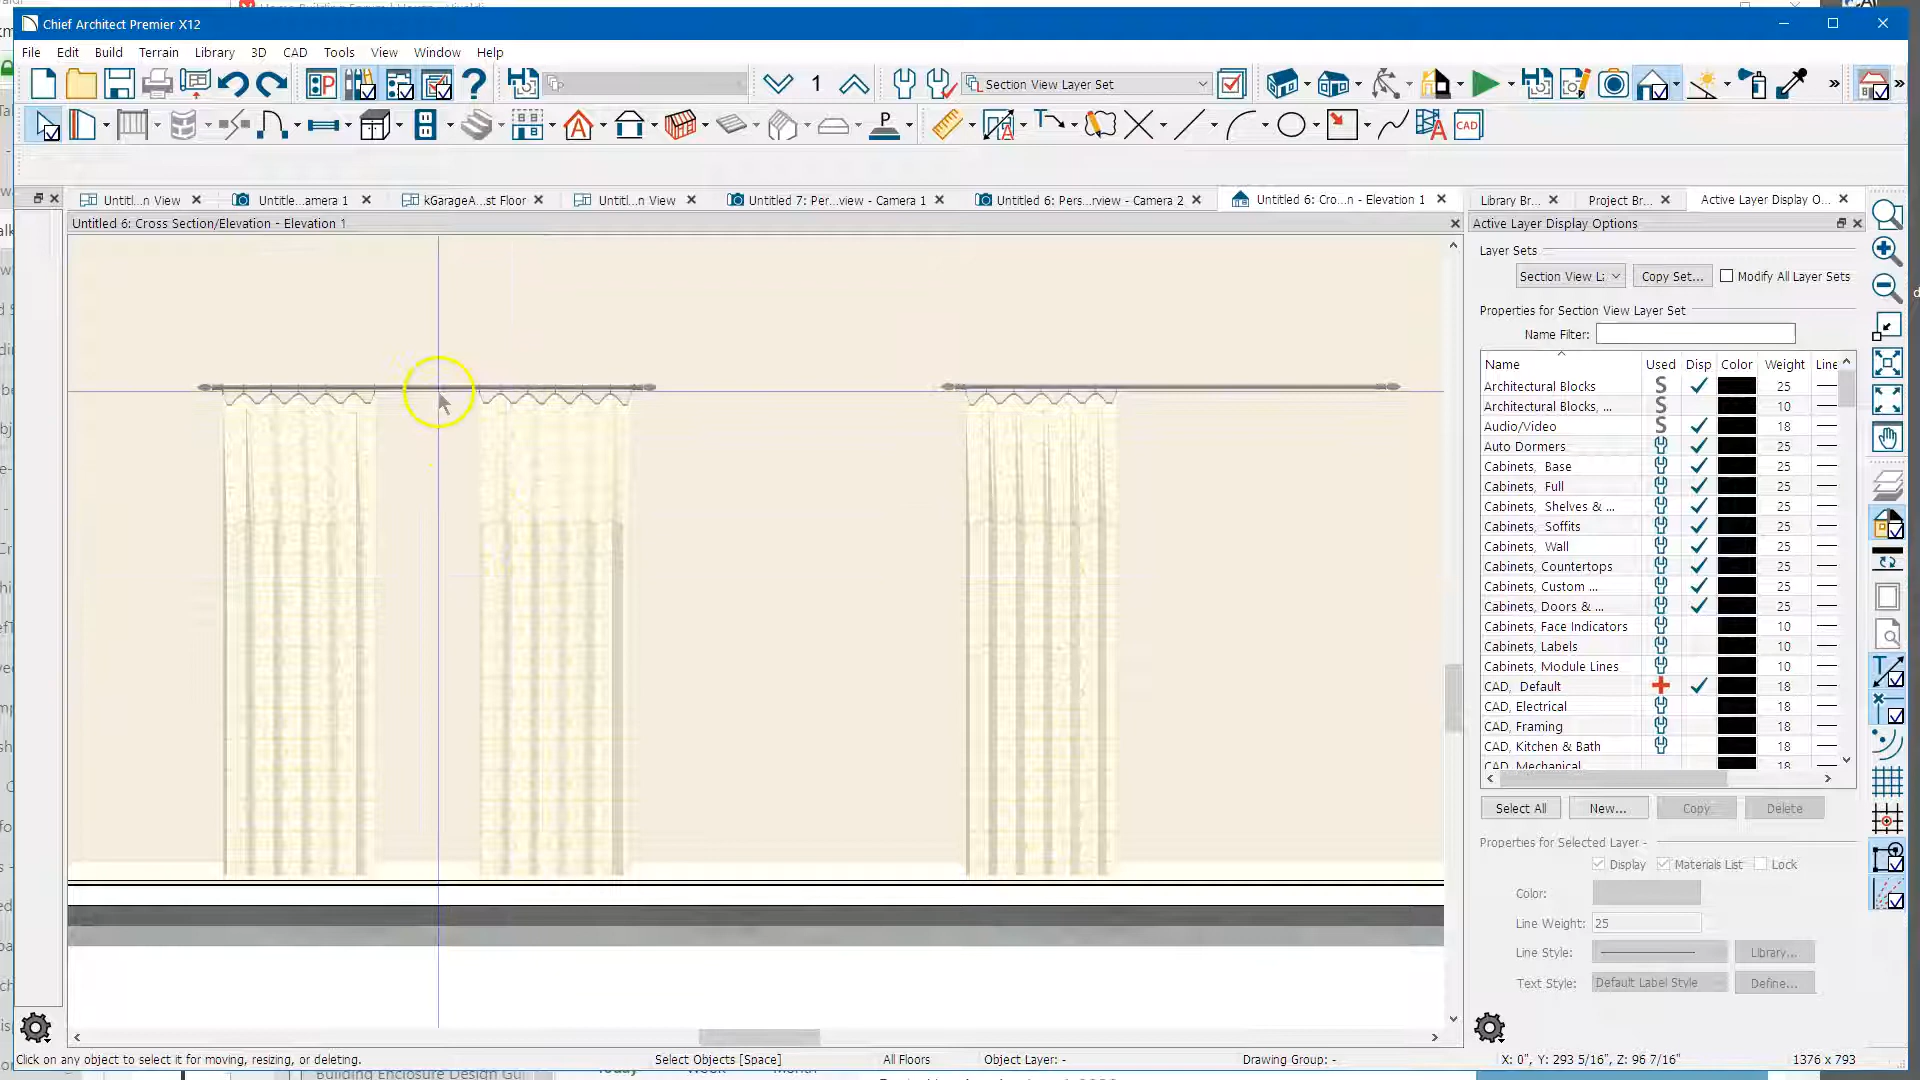 Chief Architect Premier X12
File Edit Build Terrain Library 3D CAD Tools View Window Help
1 Section View Layer Set
P A CAD
Untitl...n View Untitle...amera 1 kGarageA...st Floor Untitl...n View Untitled 7: Per...rview - Camera 1 Untitled 6: Pers...rview - Camera 2 Untitled 6: Cro...n - Elevation 1 Library Br... Project Br... Active Layer Display O...
Untitled 6: Cross Section/Elevation - Elevation 1
Active Layer Display Options
Layer Sets
Section View L Copy Set... Modify All Layer Sets
Properties for Section View Layer Set
Name Filter:
Name Used Disp Color Weight Line
Architectural Blocks S 25
Architectural Blocks, ... S 10
Audio/Video S 18
Auto Dormers 25
Cabinets, Base 25
Cabinets, Full 25
Cabinets, Shelves & ... 25
Cabinets, Soffits 25
Cabinets, Wall 25
Cabinets, Countertops 25
Cabinets, Custom ... 25
Cabinets, Doors & ... 25
Cabinets, Face Indicators 10
Cabinets, Labels 10
Cabinets, Module Lines 10
CAD, Default 18
CAD, Electrical 18
CAD, Framing 18
CAD, Kitchen & Bath 18
CAD, Mechanical 18
Select All New... Copy Delete
Properties for Selected Layer -
Display Materials List Lock
Color:
Line Weight: 25
Line Style: Library...
Text Style: Default Label Style Define...
Click on any object to select it for moving, resizing, or deleting. Select Objects [Space] All Floors Object Layer: - Drawing Group: - X: 0", Y: 293 5/16", Z: 96 7/16" 1376 x 793
Building Enclosure Design Gu